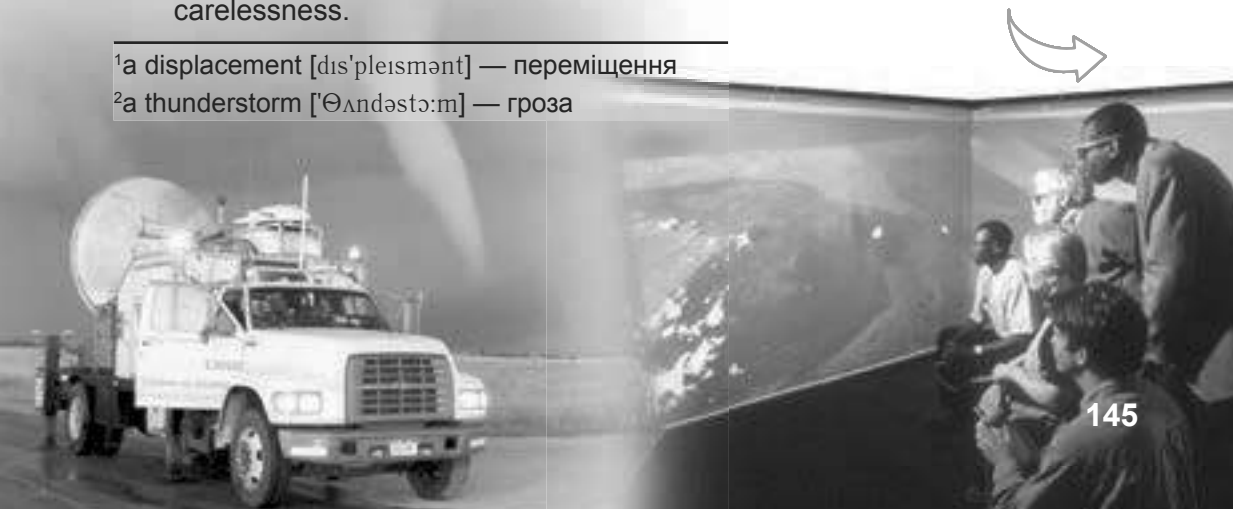 carelessness.
¹a displacement [dɪs'pleɪsmənt] — переміщення
²a thunderstorm ['Θʌndəstɔ:m] — гроза
145